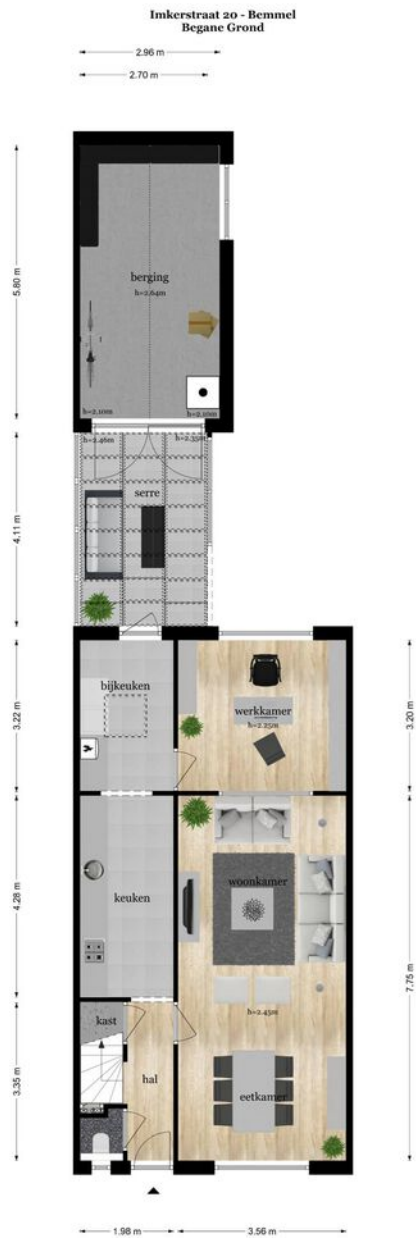 Imkerstraat 20 - Bemmel
Begane Grond
2.96 m
2.70 m
5.80 m
berging
h=2.64m
h=2.10m
h=2.10m
h=2.46m
h=2.35m
serre
4.11 m
bijkeuken
werkkamer
h=2.25m
3.22 m
3.20 m
woonkamer
keuken
4.28 m
7.75 m
h=2.45m
kast
hal
eetkamer
3.35 m
1.98 m
3.56 m